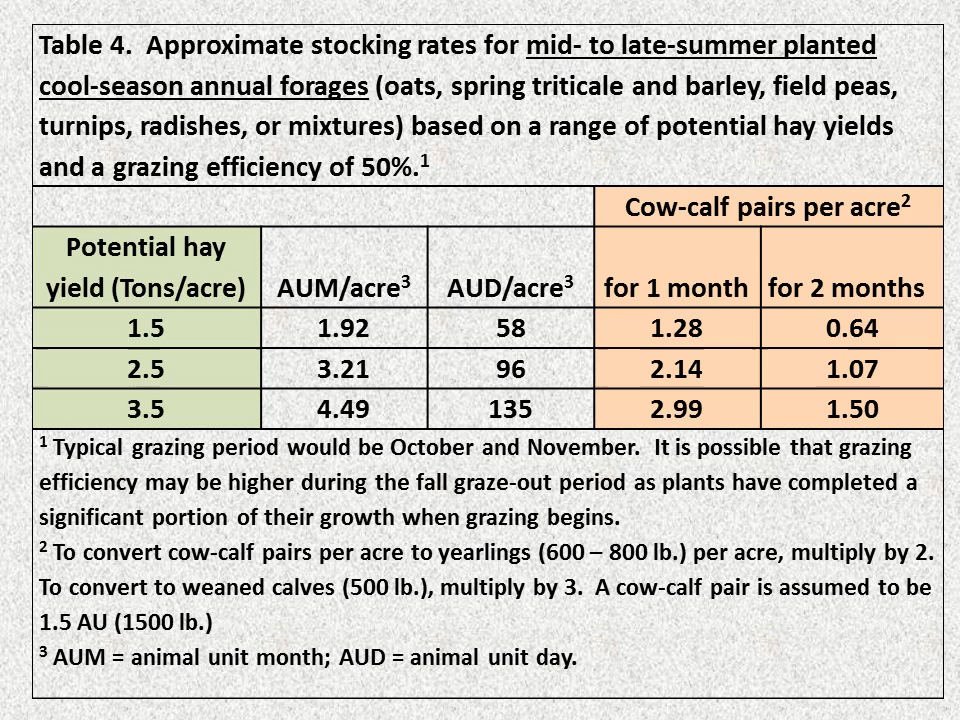 Table 4. Approximate stocking rates for mid- to late-summer planted
cool-season annual forages (oats, spring triticale and barley, field peas,
turnips, radishes, or mixtures) based on a range of potential hay yields
and a grazing efficiency of 50%.¹
Cow-calf pairs per acre²
Potential hay
yield (Tons/acre) AUM/acre³ AUD/acre³ for 1 month for 2 months
1.5 1.92 58 1.28 0.64
2.5 3.21 96 2.14 1.07
3.5 4.49 135 2.99 1.50
¹ Typical grazing period would be October and November. It is possible that grazing
efficiency may be higher during the fall graze-out period as plants have completed a
significant portion of their growth when grazing begins.
² To convert cow-calf pairs per acre to yearlings (600 – 800 lb.) per acre, multiply by 2.
To convert to weaned calves (500 lb.), multiply by 3. A cow-calf pair is assumed to be
1.5 AU (1500 lb.)
³ AUM = animal unit month; AUD = animal unit day.